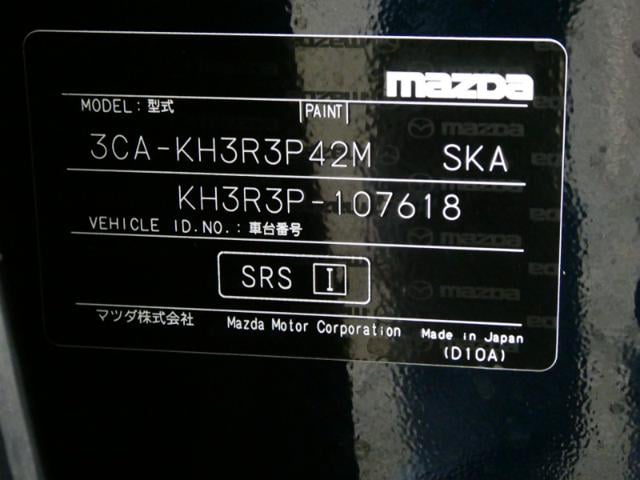 mazda
MODEL : 型式 PAINT
3CA-KH3R3P42M SKA
KH3R3P-107618
VEHICLE ID.NO. : 車台番号
SRS I
マツダ株式会社 Mazda Motor Corporation Made in Japan
(D10A)